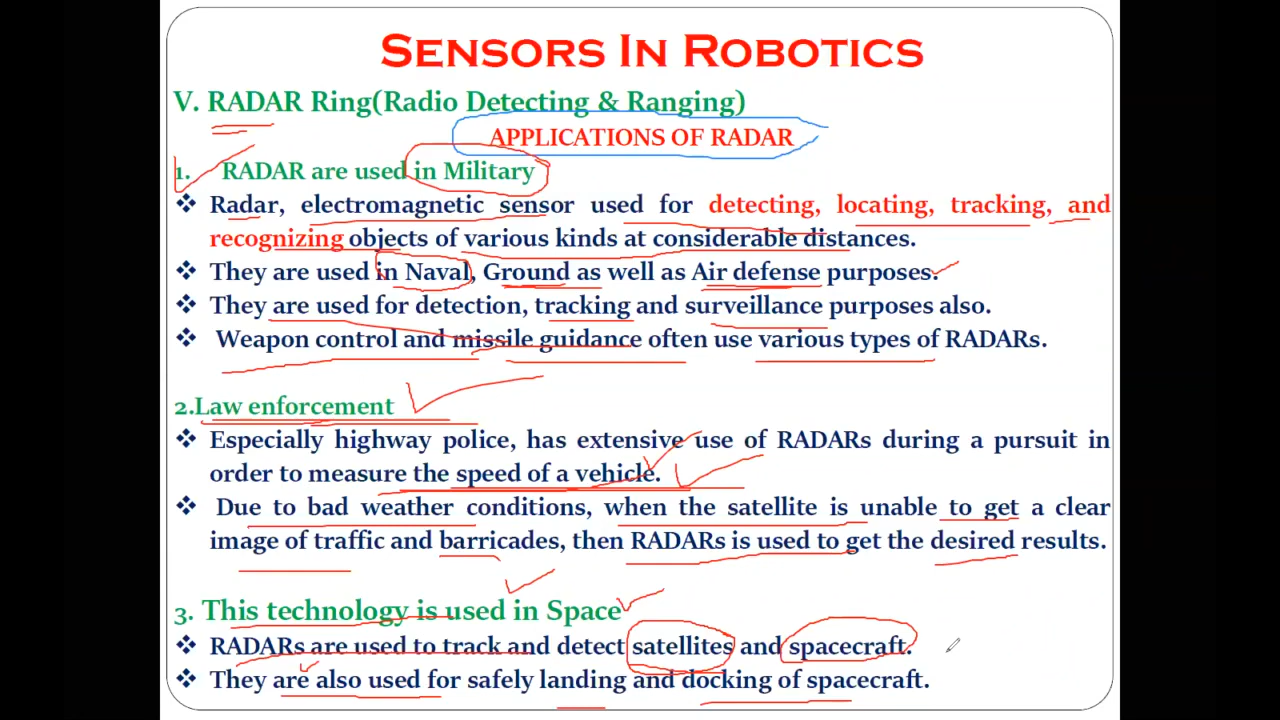 SENSORS IN ROBOTICS
V. RADAR Ring(Radio Detecting & Ranging)
APPLICATIONS OF RADAR
1. RADAR are used in Military
❖ Radar, electromagnetic sensor used for detecting, locating, tracking, and
recognizing objects of various kinds at considerable distances.
❖ They are used in Naval, Ground as well as Air defense purposes.
❖ They are used for detection, tracking and surveillance purposes also.
❖ Weapon control and missile guidance often use various types of RADARs.
2.Law enforcement
❖ Especially highway police, has extensive use of RADARs during a pursuit in
order to measure the speed of a vehicle.
❖ Due to bad weather conditions, when the satellite is unable to get a clear
image of traffic and barricades, then RADARs is used to get the desired results.
3. This technology is used in Space
❖ RADARs are used to track and detect satellites and spacecraft.
❖ They are also used for safely landing and docking of spacecraft.